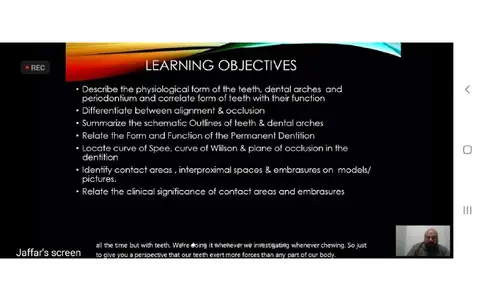 REC
LEARNING OBJECTIVES
• Describe the physiological form of the teeth, dental arches and
periodontium and correlate form of teeth with their function
• Differentiate between alignment & occlusion
• Summarize the schematic Outlines of teeth & dental arches
• Relate the Form and Function of the Permanent Dentition
• Locate curve of Spee, curve of Willson & plane of occlusion in the
dentition
• Identify contact areas , interproximal spaces & embrasures on models/
pictures.
• Relate the clinical significance of contact areas and embrasures
all the time but with teeth. We're doing it whenever we investigating whenever chewing. So just
to give you a perspective that our teeth exert more forces than any part of our body.
Jaffar's screen